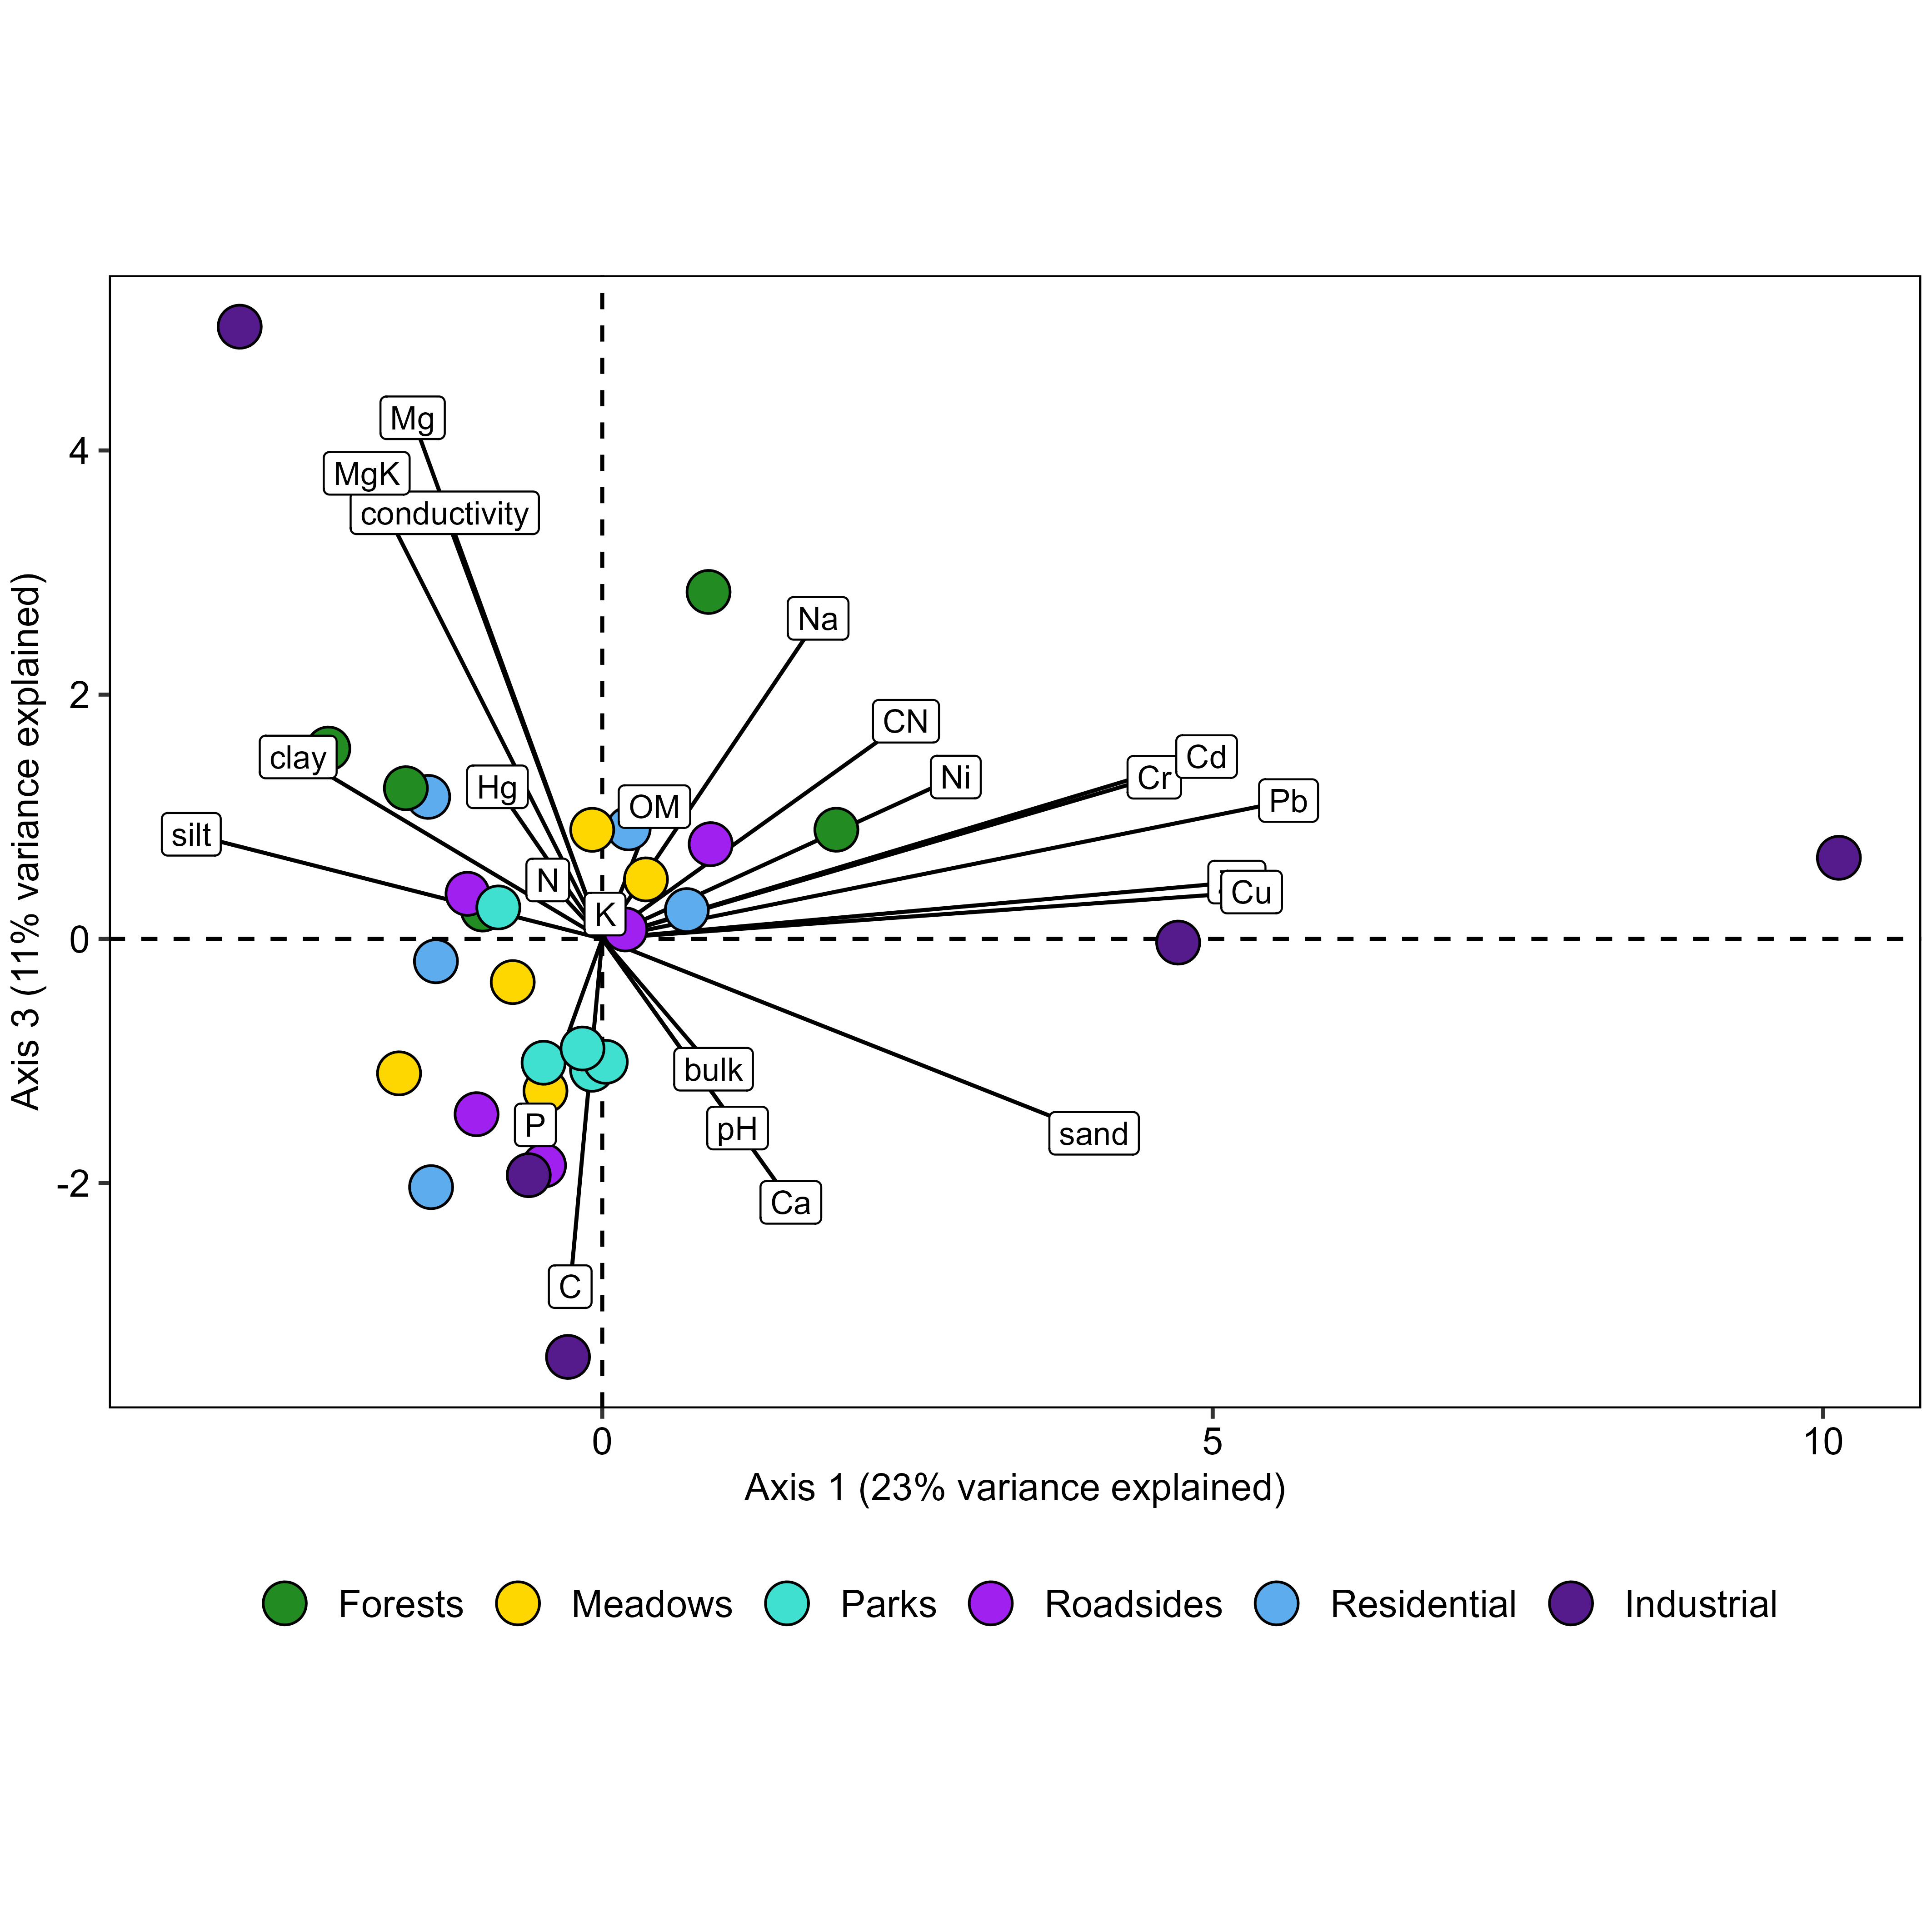 Mg
4
MgK
conductivity
Na
2
CN
clay
Cd
Ni
Cr
Hg
Pb
OM
silt
N
Cu
K
0
bulk
P
pH
sand
-2
Ca
C
0
5
10
Axis 1 (23% variance explained)
Axis 3 (11% variance explained)
Forests
Meadows
Parks
Roadsides
Residential
Industrial